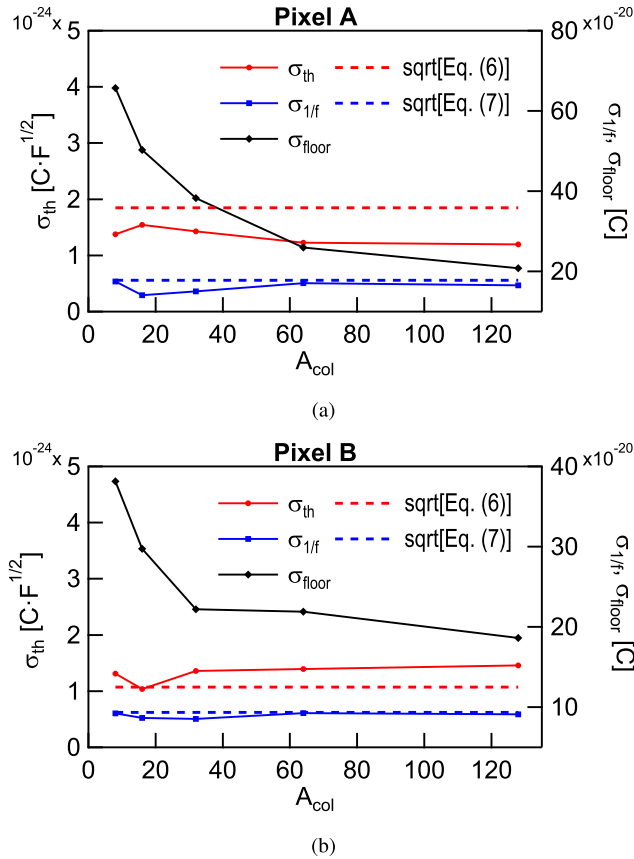 Pixel A
10-24 x
x10-20
5
4
3
2
1
0
80
60
40
20
σth
σ1/f
σfloor
sqrt[Eq. (6)]
sqrt[Eq. (7)]
σth [C·F1/2]
σ1/f, σfloor [C]
0 20 40 60 80 100 120
Acol
(a)
Pixel B
10-24 x
x10-20
5
4
3
2
1
0
40
30
20
10
σth
σ1/f
σfloor
sqrt[Eq. (6)]
sqrt[Eq. (7)]
σth [C·F1/2]
σ1/f, σfloor [C]
0 20 40 60 80 100 120
Acol
(b)